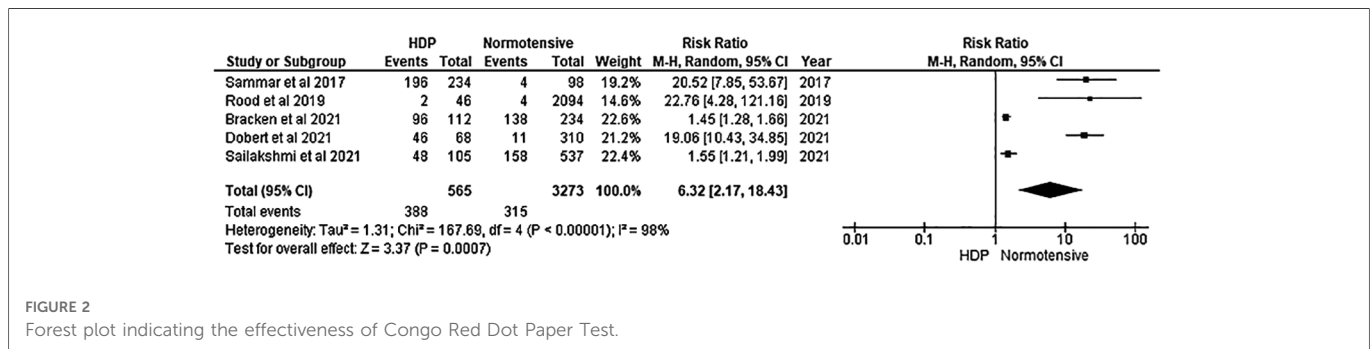 HDP Normotensive Risk Ratio Risk Ratio
Study or Subgroup Events Total Events Total Weight M-H, Random, 95% CI Year M-H, Random, 95% CI
Sammar et al 2017 196 234 4 98 19.2% 20.52 [7.85, 53.67] 2017
Rood et al 2019 2 46 4 2094 14.6% 22.76 [4.28, 121.16] 2019
Bracken et al 2021 96 112 138 234 22.6% 1.45 [1.28, 1.66] 2021
Dobert et al 2021 46 68 11 310 21.2% 19.06 [10.43, 34.85] 2021
Sailakshmi et al 2021 48 105 158 537 22.4% 1.55 [1.21, 1.99] 2021
Total (95% CI) 565 3273 100.0% 6.32 [2.17, 18.43]
Total events 388 315
Heterogeneity: Tau² = 1.31; Chi² = 167.69, df = 4 (P < 0.00001); I² = 98%
Test for overall effect: Z = 3.37 (P = 0.0007)
0.01 0.1 1 10 100
HDP Normotensive
FIGURE 2
Forest plot indicating the effectiveness of Congo Red Dot Paper Test.